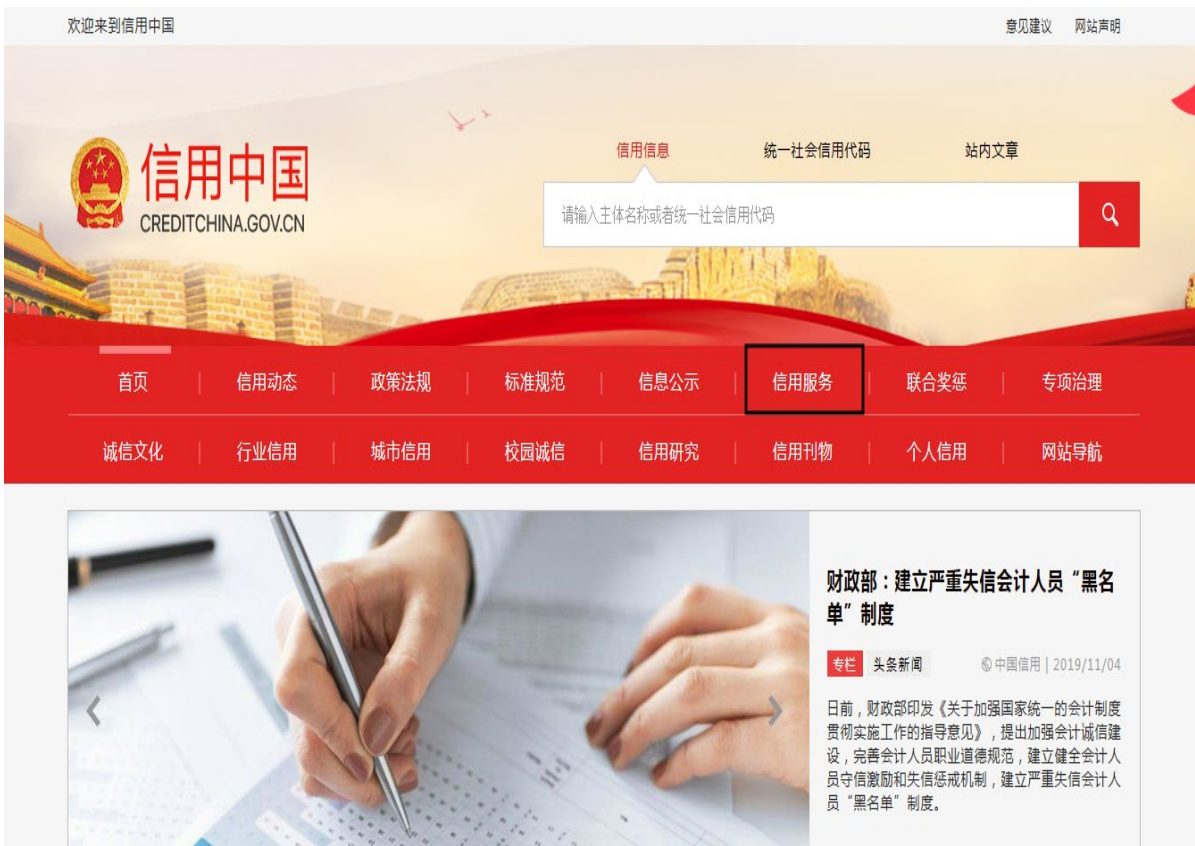 欢迎来到信用中国
意见建议 网站声明
信用中国
CREDITCHINA.GOV.CN
信用信息 统一社会信用代码 站内文章
请输入主体名称或者统一社会信用代码
首页 信用动态 政策法规 标准规范 信息公示 信用服务 联合奖惩 专项治理
诚信文化 行业信用 城市信用 校园诚信 信用研究 信用刊物 个人信用 网站导航
财政部：建立严重失信会计人员“黑名
单”制度
专栏 头条新闻 中国信用 | 2019/11/04
日前，财政部印发《关于加强国家统一的会计制度
贯彻实施工作的指导意见》，提出加强会计诚信建
设，完善会计人员职业道德规范，建立健全会计人
员守信激励和失信惩戒机制，建立严重失信会计人
员“黑名单”制度。